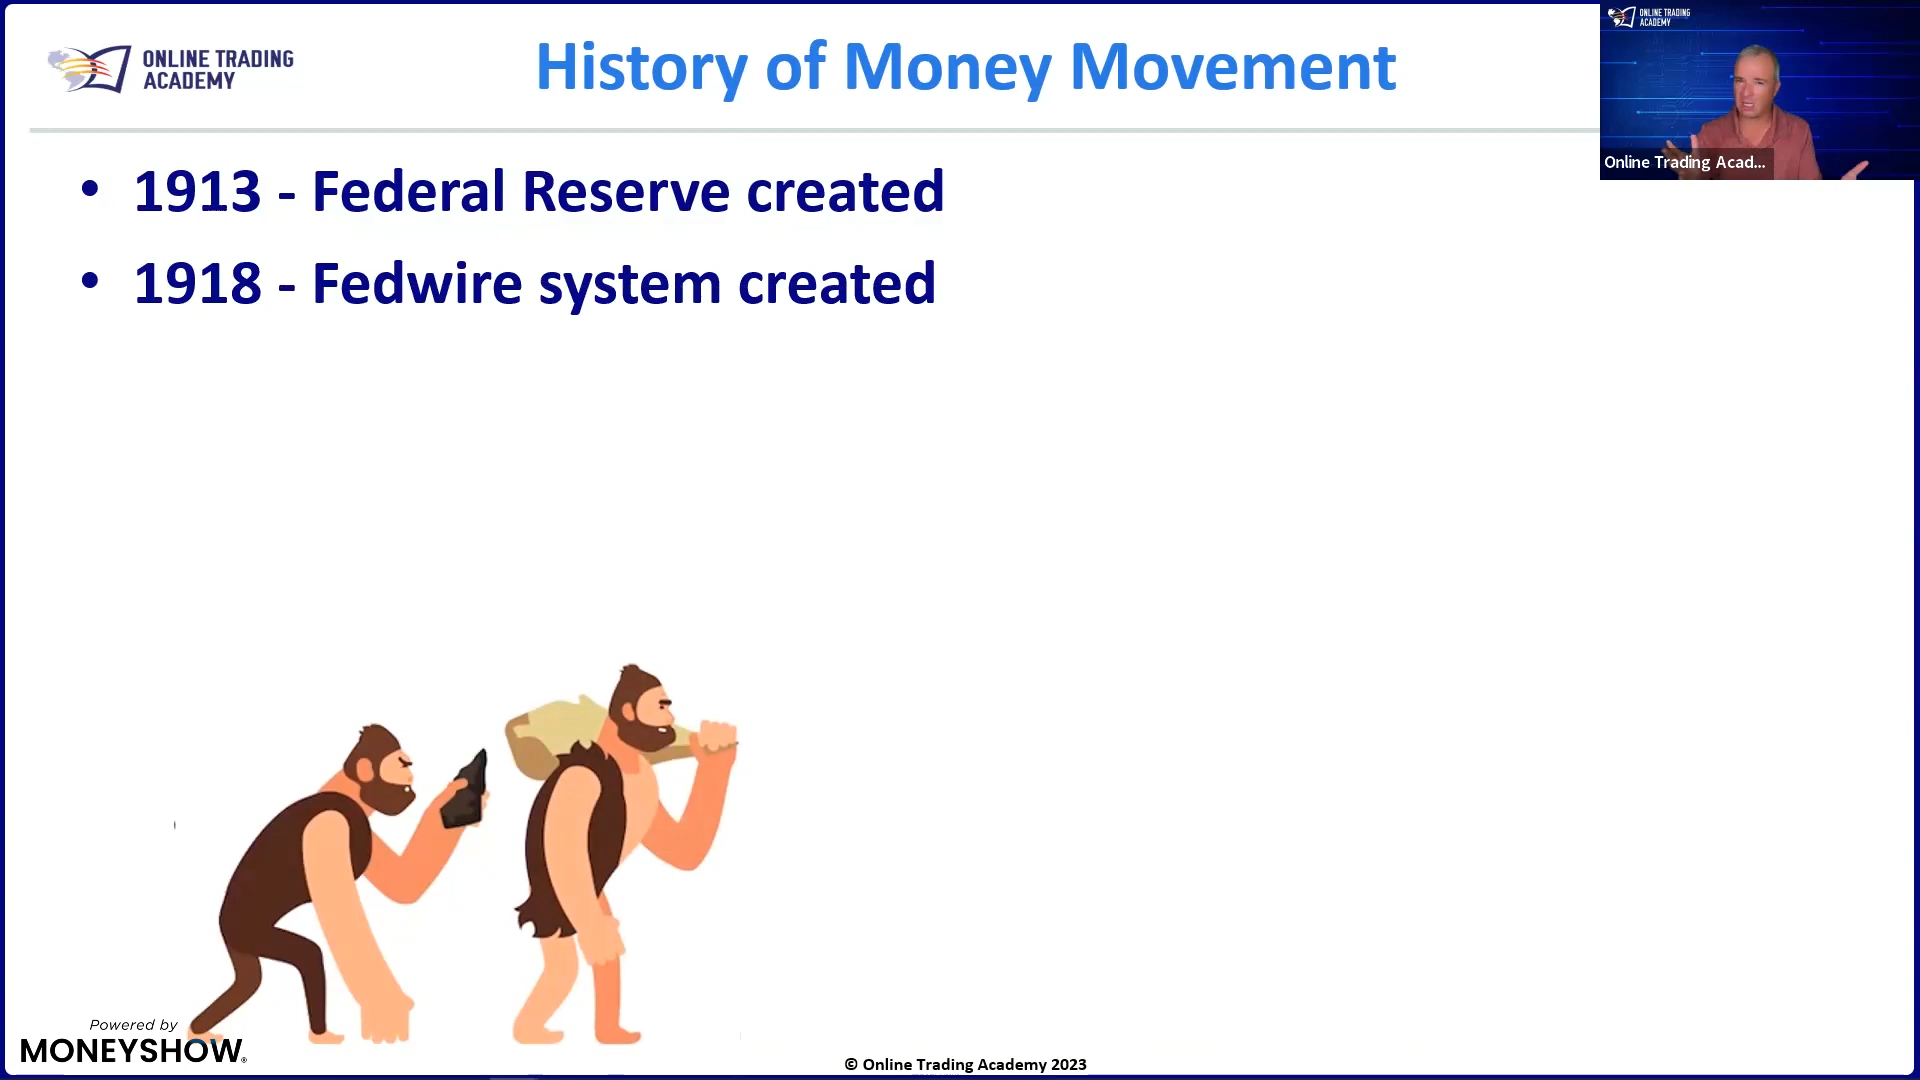 ONLINE TRADING
ACADEMY
History of Money Movement
ONLINE TRADING
ACADEMY
Online Trading Acad...
• 1913 - Federal Reserve created
• 1918 - Fedwire system created
Powered by
MONEYSHOW®
© Online Trading Academy 2023